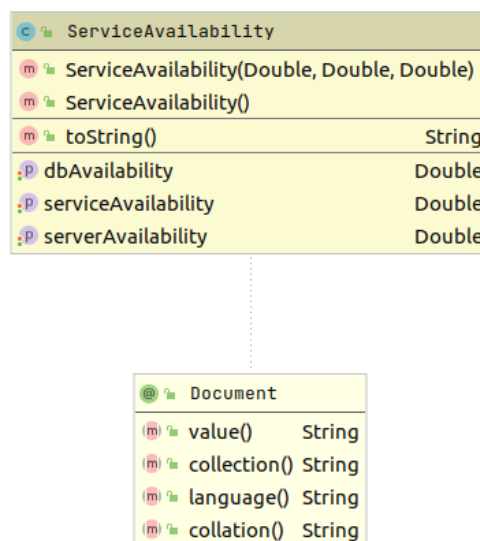 C ServiceAvailability
m ServiceAvailability(Double, Double, Double)
m ServiceAvailability()
m toString() String
p dbAvailability Double
p serviceAvailability Double
p serverAvailability Double
@ Document
(m) value() String
(m) collection() String
(m) language() String
(m) collation() String